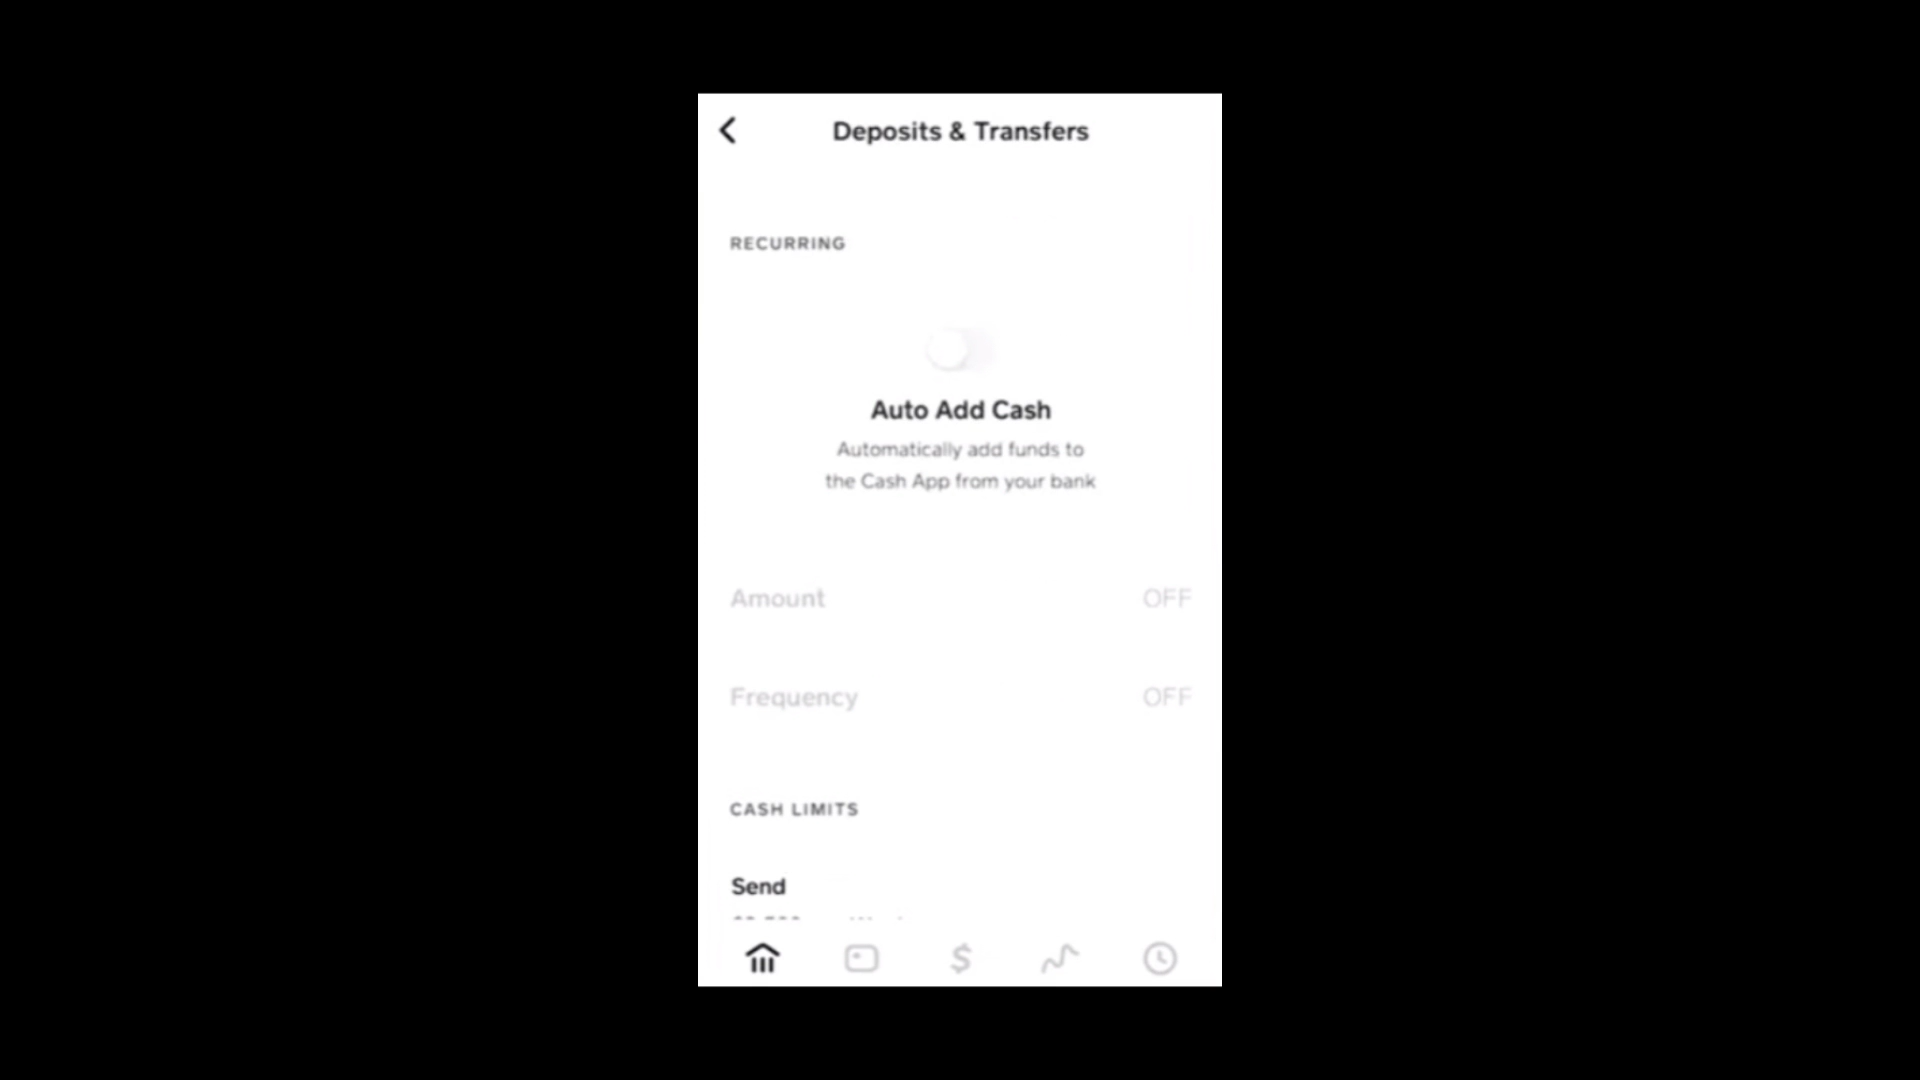 Deposits & Transfers
RECURRING
Auto Add Cash
Automatically add funds to
the Cash App from your bank
Amount OFF
Frequency OFF
CASH LIMITS
Send